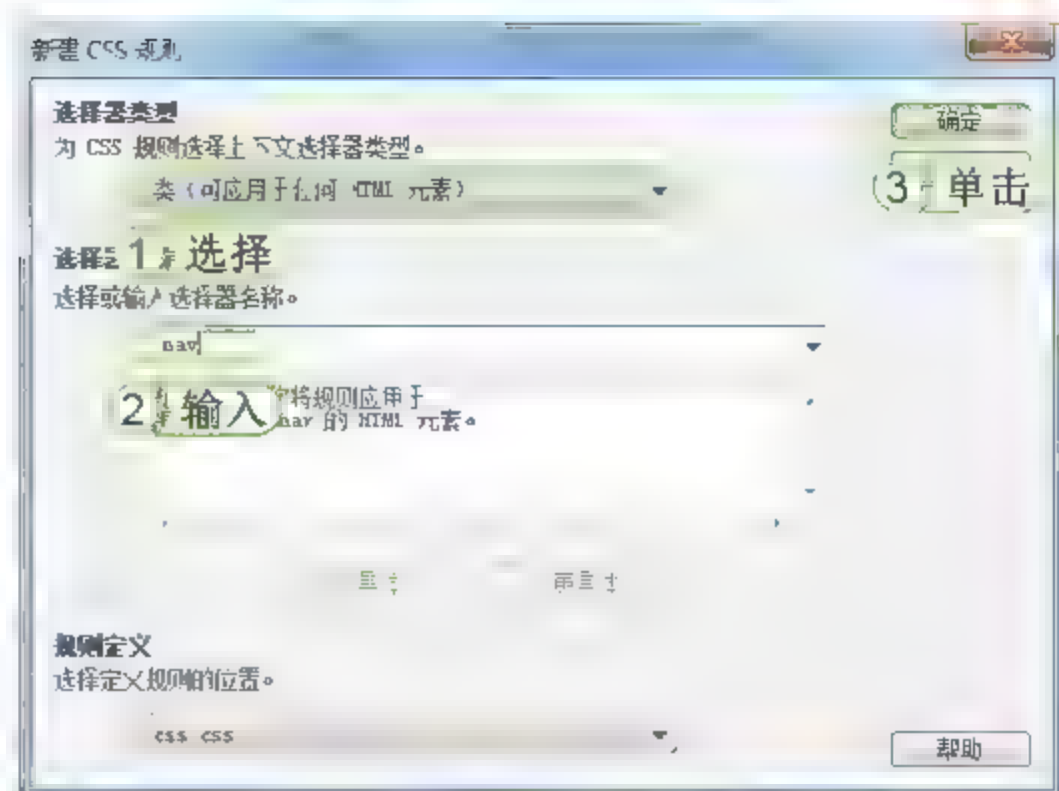 新建 CSS 规则
选择器类型
为 CSS 规则选择上下文选择器类型。
确定
类（可应用于任何 HTML 元素）
3 单击
1 选择
选择或输入选择器名称。
nav
2 输入
将规则应用于
nav 的 HTML 元素。
规则定义
选择定义规则的位置。
css css
帮助